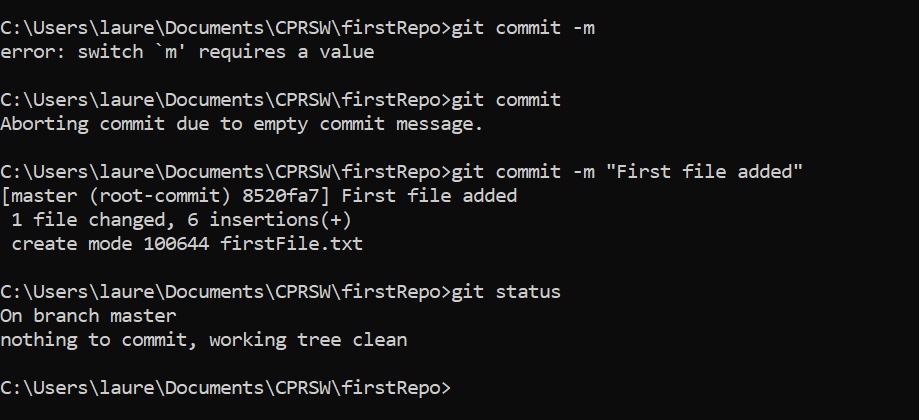 C:\Users\laure\Documents\CPRSW\firstRepo>git commit -m
error: switch `m' requires a value
C:\Users\laure\Documents\CPRSW\firstRepo>git commit
Aborting commit due to empty commit message.
C:\Users\laure\Documents\CPRSW\firstRepo>git commit -m "First file added"
[master (root-commit) 8520fa7] First file added
 1 file changed, 6 insertions(+)
 create mode 100644 firstFile.txt
C:\Users\laure\Documents\CPRSW\firstRepo>git status
On branch master
nothing to commit, working tree clean
C:\Users\laure\Documents\CPRSW\firstRepo>